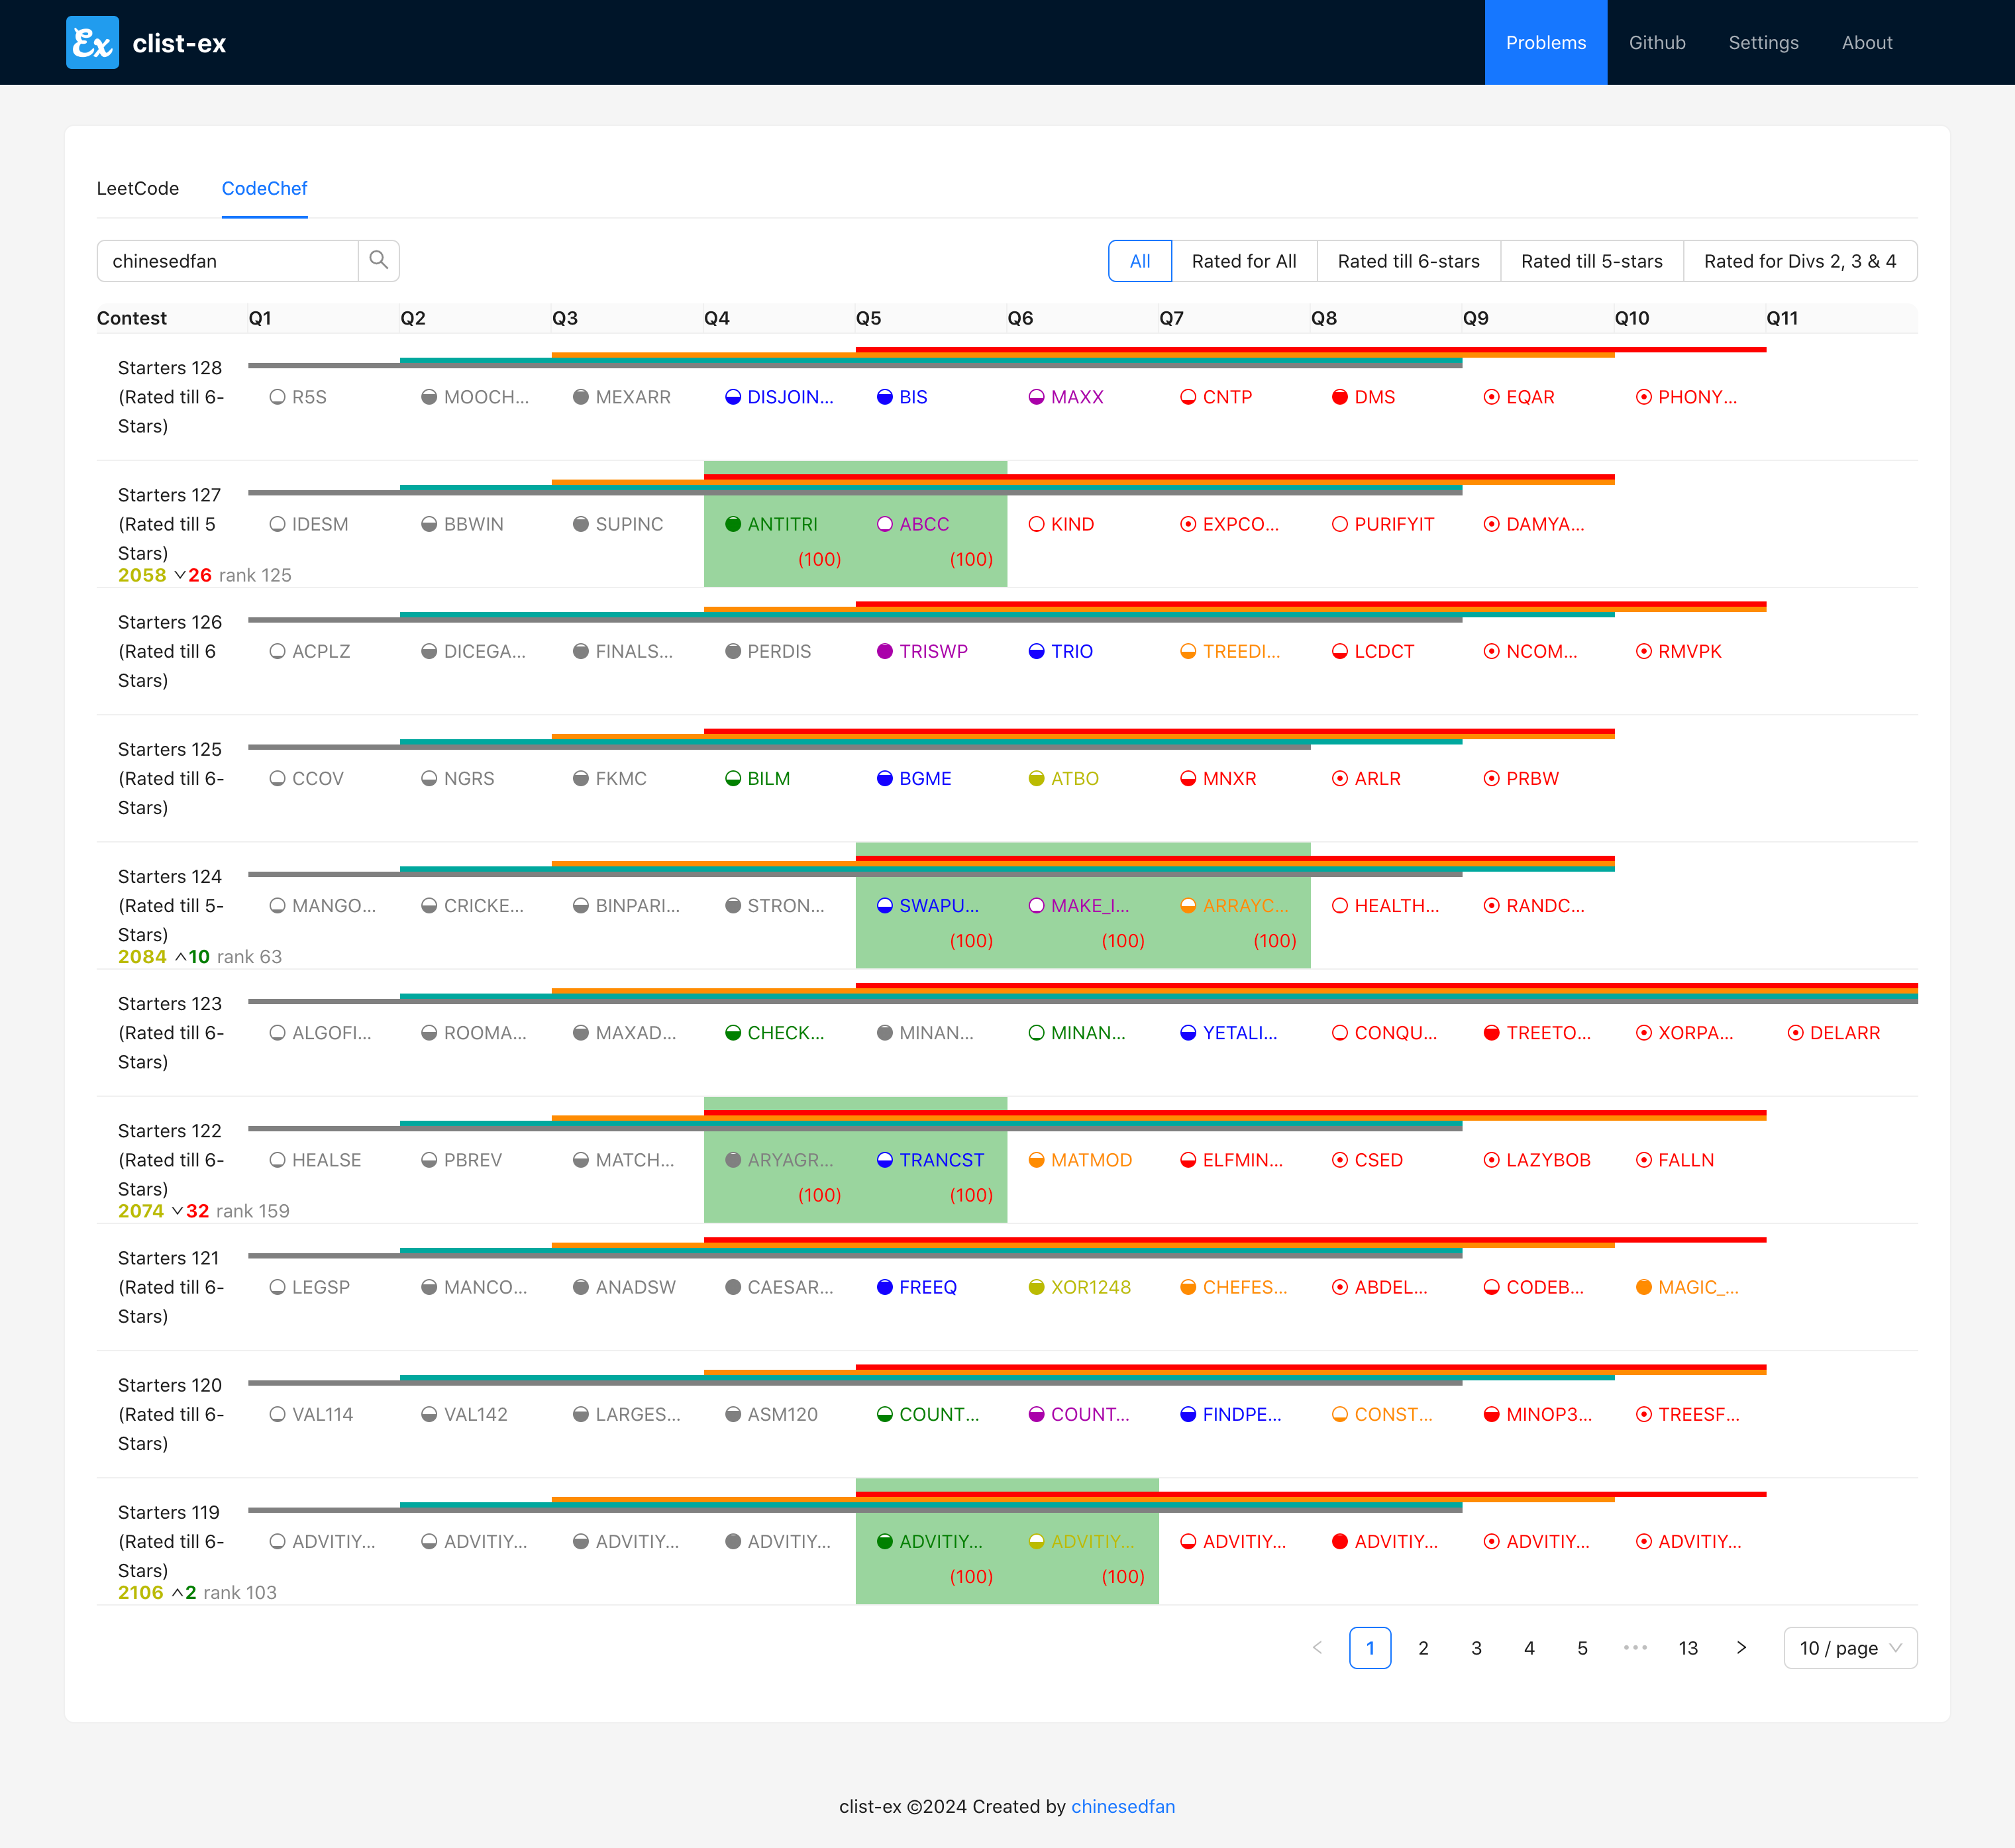 Ex clist-ex Problems Github Settings About
LeetCode CodeChef
chinesedfan All Rated for All Rated till 6-stars Rated till 5-stars Rated for Divs 2, 3 & 4
Contest Q1 Q2 Q3 Q4 Q5 Q6 Q7 Q8 Q9 Q10 Q11
Starters 128
(Rated till 6- R5S MOOCH... MEXARR DISJOIN... BIS MAXX CNTP DMS EQAR PHONY...
Stars)
Starters 127
(Rated till 5 IDESM BBWIN SUPINC ANTITRI ABCC KIND EXPCO... PURIFYIT DAMYA...
Stars) (100) (100)
2058 26 rank 125
Starters 126
(Rated till 6 ACPLZ DICEGA... FINALS... PERDIS TRISWP TRIO TREEDI... LCDCT NCOM... RMVPK
Stars)
Starters 125
(Rated till 6- CCOV NGRS FKMC BILM BGME ATBO MNXR ARLR PRBW
Stars)
Starters 124
(Rated till 5- MANGO... CRICKE... BINPARI... STRON... SWAPU... MAKE_I... ARRAYC... HEALTH... RANDC...
Stars) (100) (100) (100)
2084 10 rank 63
Starters 123
(Rated till 6- ALGOFI... ROOMA... MAXAD... CHECK... MINAN... MINAN... YETALI... CONQU... TREETO... XORPA... DELARR
Stars)
Starters 122
(Rated till 6- HEALSE PBREV MATCH... ARYAGR... TRANCST MATMOD ELFMIN... CSED LAZYBOB FALLN
Stars) (100) (100)
2074 32 rank 159
Starters 121
(Rated till 6- LEGSP MANCO... ANADSW CAESAR... FREEQ XOR1248 CHEFES... ABDEL... CODEB... MAGIC_...
Stars)
Starters 120
(Rated till 6- VAL114 VAL142 LARGES... ASM120 COUNT... COUNT... FINDPE... CONST... MINOP3... TREESF...
Stars)
Starters 119
(Rated till 6- ADVITIY... ADVITIY... ADVITIY... ADVITIY... ADVITIY... ADVITIY... ADVITIY... ADVITIY... ADVITIY... ADVITIY...
Stars) (100) (100)
2106 2 rank 103
1 2 3 4 5 ••• 13 10 / page
clist-ex ©2024 Created by chinesedfan